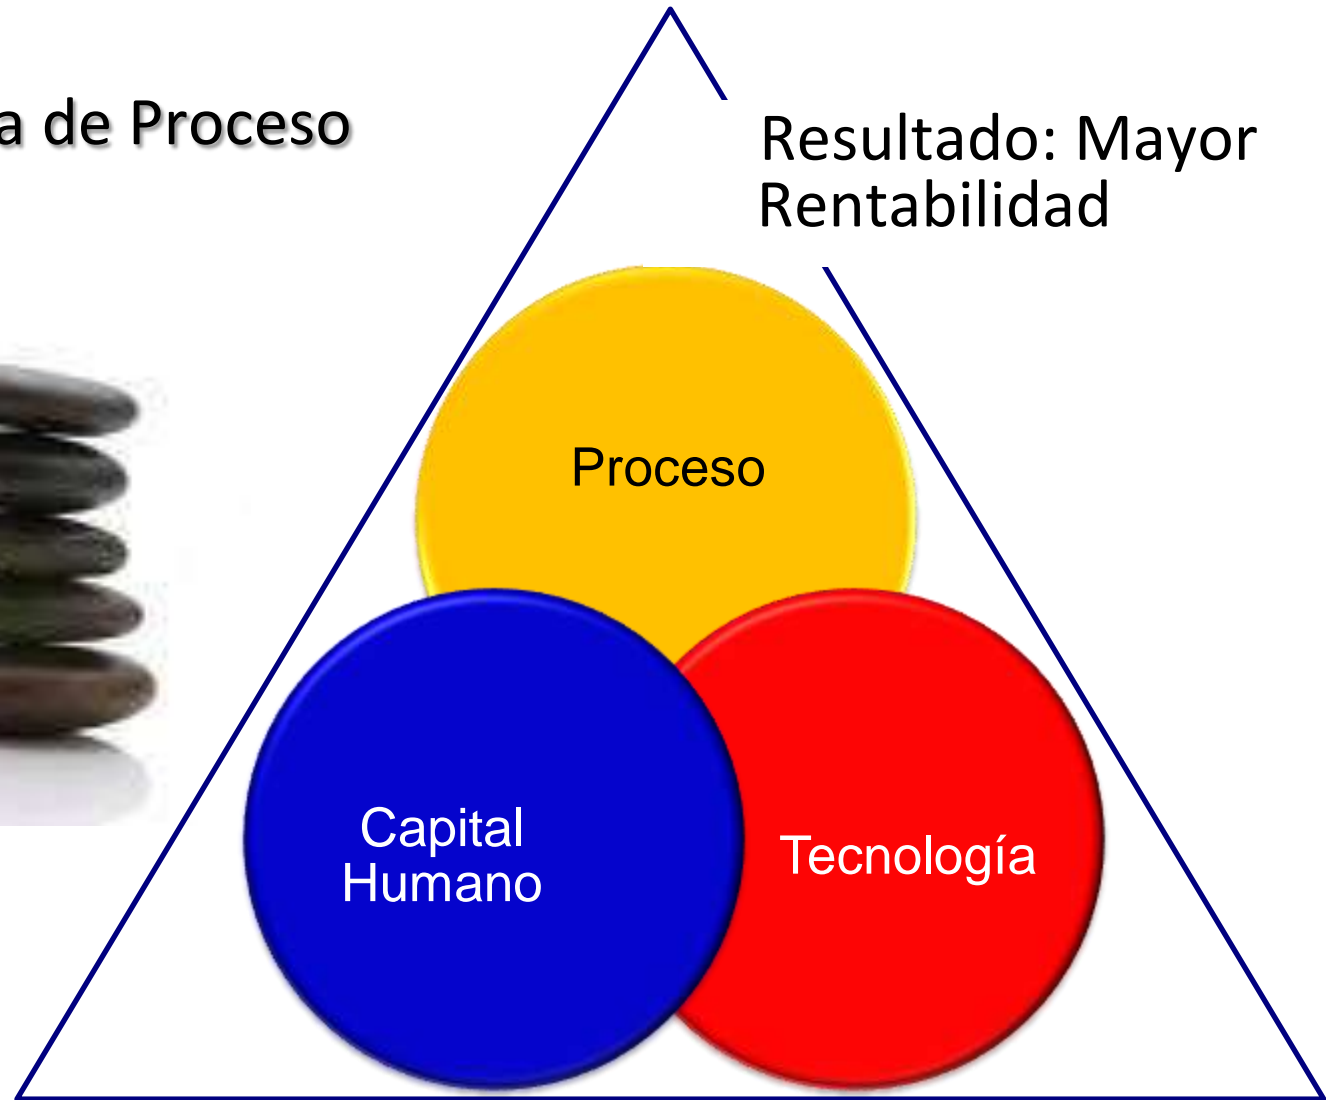 a de Proceso
Resultado: Mayor
Rentabilidad
Proceso
Capital
Humano
Tecnología